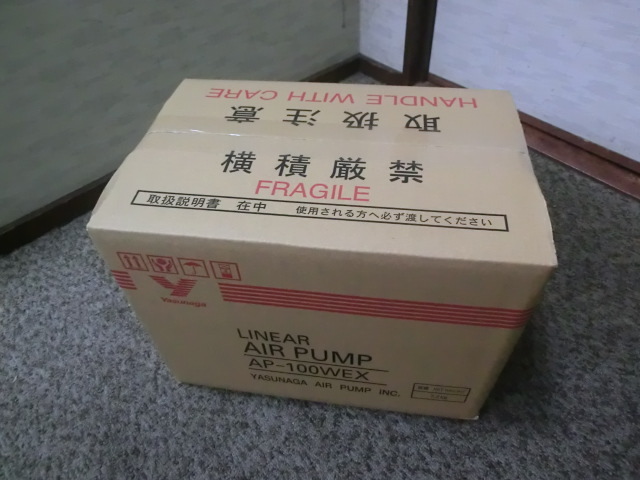 HANDLE WITH CARE
取扱注意
横積厳禁
FRAGILE
取扱説明書 在中 使用される方へ必ず渡してください
Yasunaga
LINEAR
AIR PUMP
AP-100WEX
YASUNAGA AIR PUMP INC.